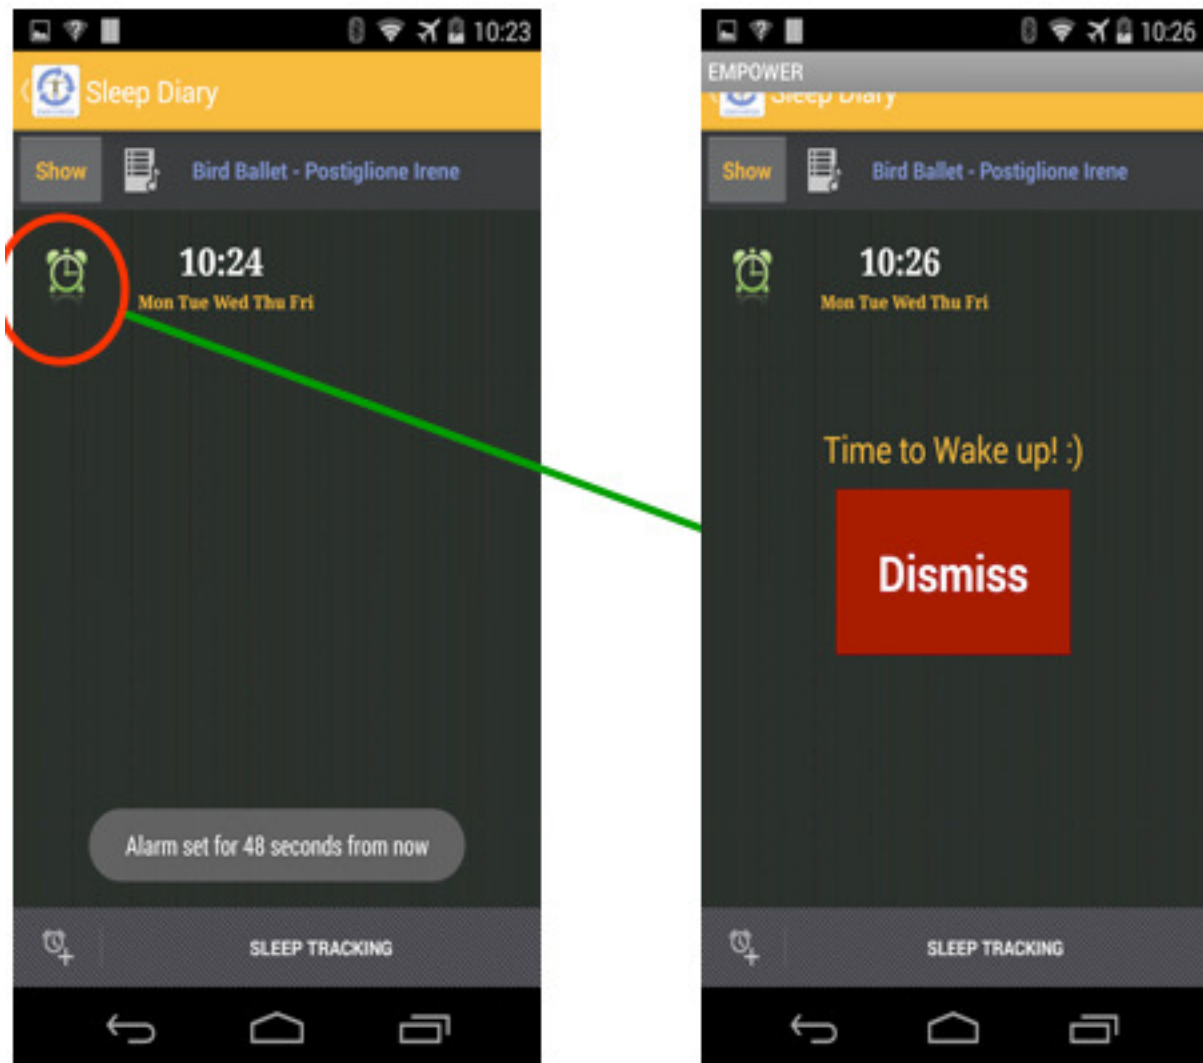 10:23
Sleep Diary
Show
Bird Ballet - Postiglione Irene
10:24
Mon Tue Wed Thu Fri
Alarm set for 48 seconds from now
SLEEP TRACKING
10:26
EMPOWER
Sleep Diary
Show
Bird Ballet - Postiglione Irene
10:26
Mon Tue Wed Thu Fri
Time to Wake up! :)
Dismiss
SLEEP TRACKING